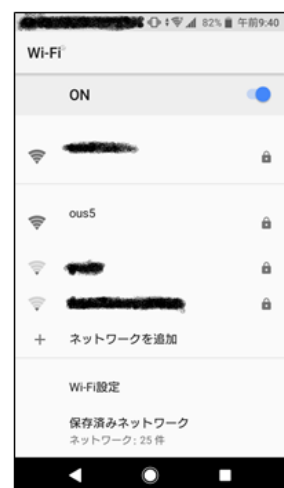 82% 午前9:40
Wi-Fi
ON
ous5
+ ネットワークを追加
Wi-Fi設定
保存済みネットワーク
ネットワーク: 25 件